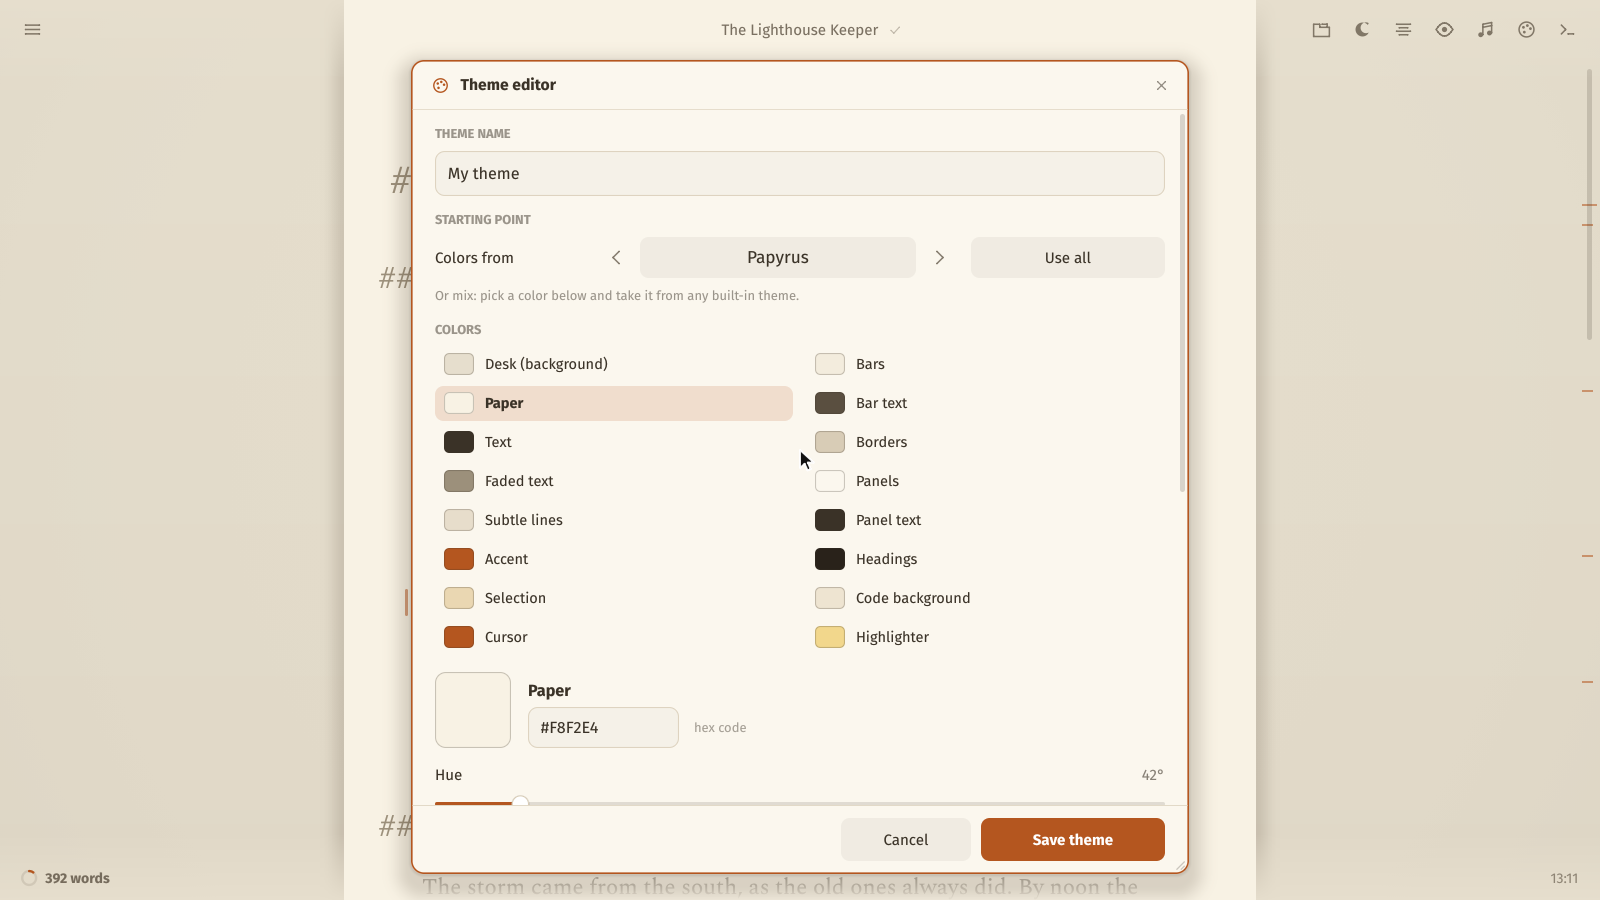 The Lighthouse Keeper
Theme editor
THEME NAME
My theme
STARTING POINT
Colors from
Papyrus
Use all
Or mix: pick a color below and take it from any built-in theme.
COLORS
Desk (background)
Bars
Paper
Bar text
Text
Borders
Faded text
Panels
Subtle lines
Panel text
Accent
Headings
Selection
Code background
Cursor
Highlighter
Paper
#F8F2E4
hex code
Hue
42°
Cancel
Save theme
#
##
##
The storm came from the south, as the old ones always did. By noon the
392 words
13:11